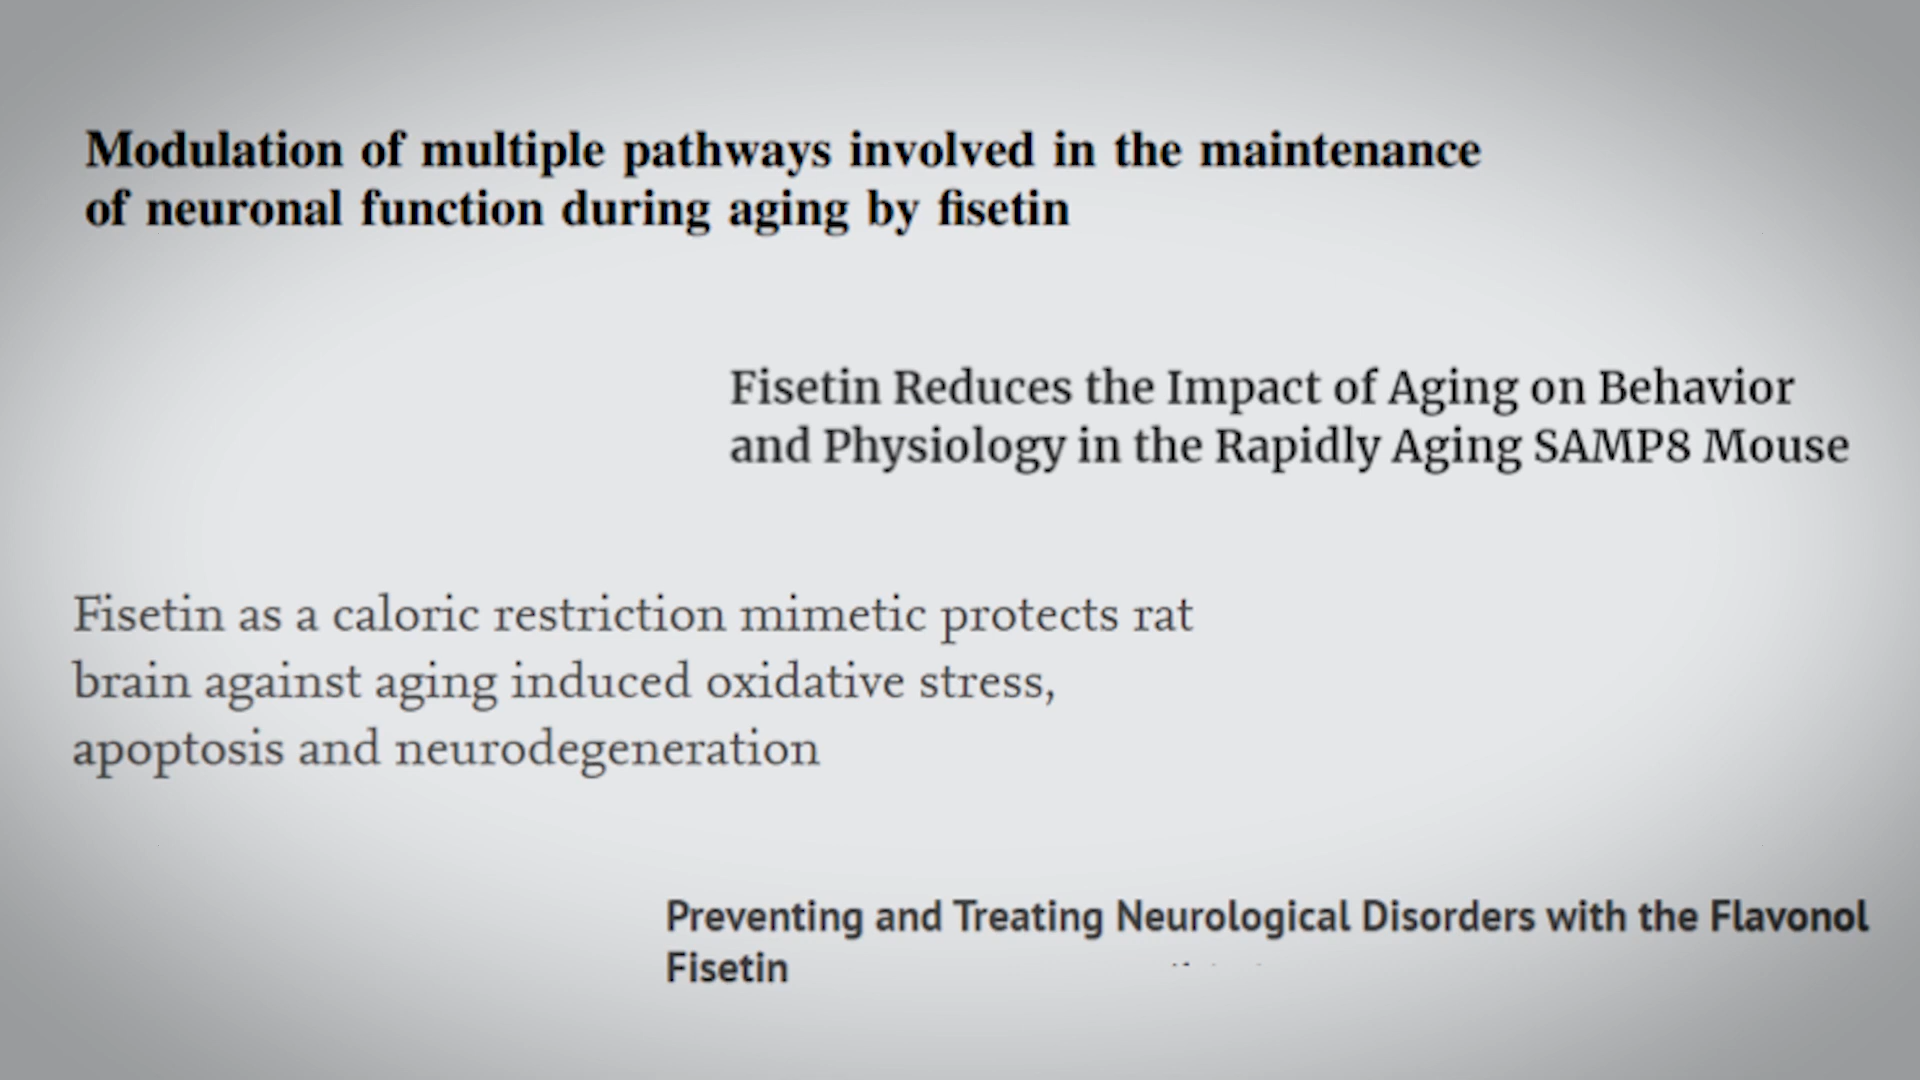 Modulation of multiple pathways involved in the maintenance
of neuronal function during aging by fisetin
Fisetin Reduces the Impact of Aging on Behavior
and Physiology in the Rapidly Aging SAMP8 Mouse
Fisetin as a caloric restriction mimetic protects rat
brain against aging induced oxidative stress,
apoptosis and neurodegeneration
Preventing and Treating Neurological Disorders with the Flavonol
Fisetin